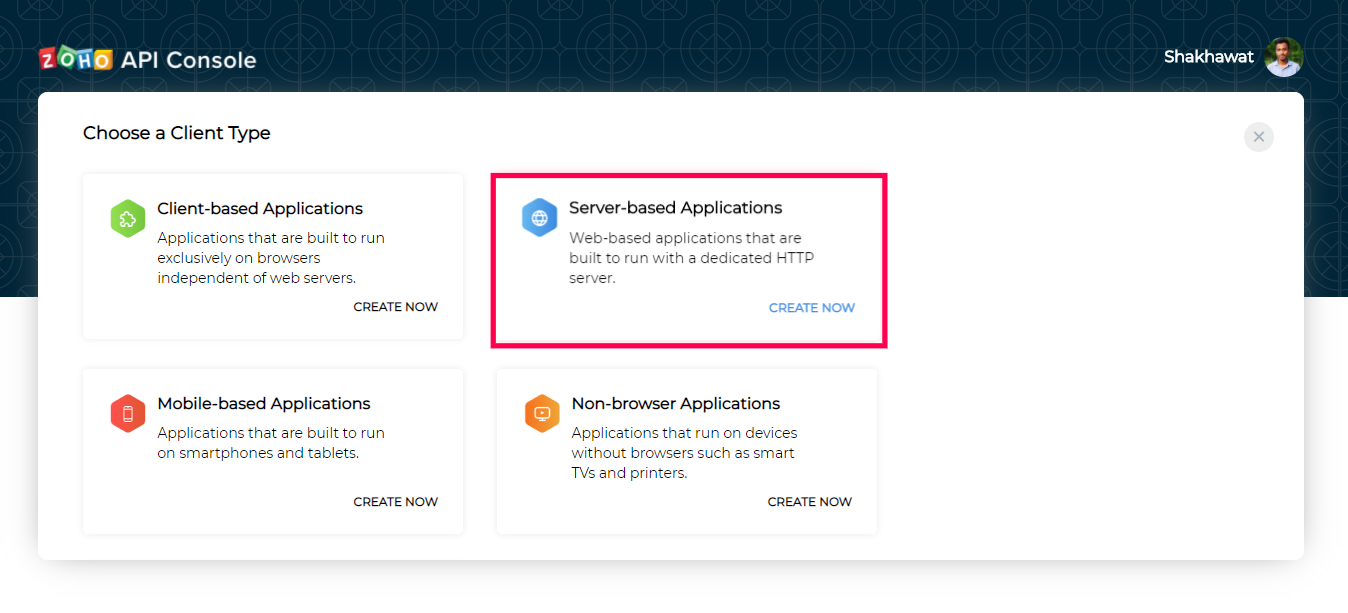 ZOHO API Console
Shakhawat
Choose a Client Type
Client-based Applications
Applications that are built to run
exclusively on browsers
independent of web servers.
CREATE NOW
Server-based Applications
Web-based applications that are
built to run with a dedicated HTTP
server.
CREATE NOW
Mobile-based Applications
Applications that are built to run
on smartphones and tablets.
CREATE NOW
Non-browser Applications
Applications that run on devices
without browsers such as smart
TVs and printers.
CREATE NOW